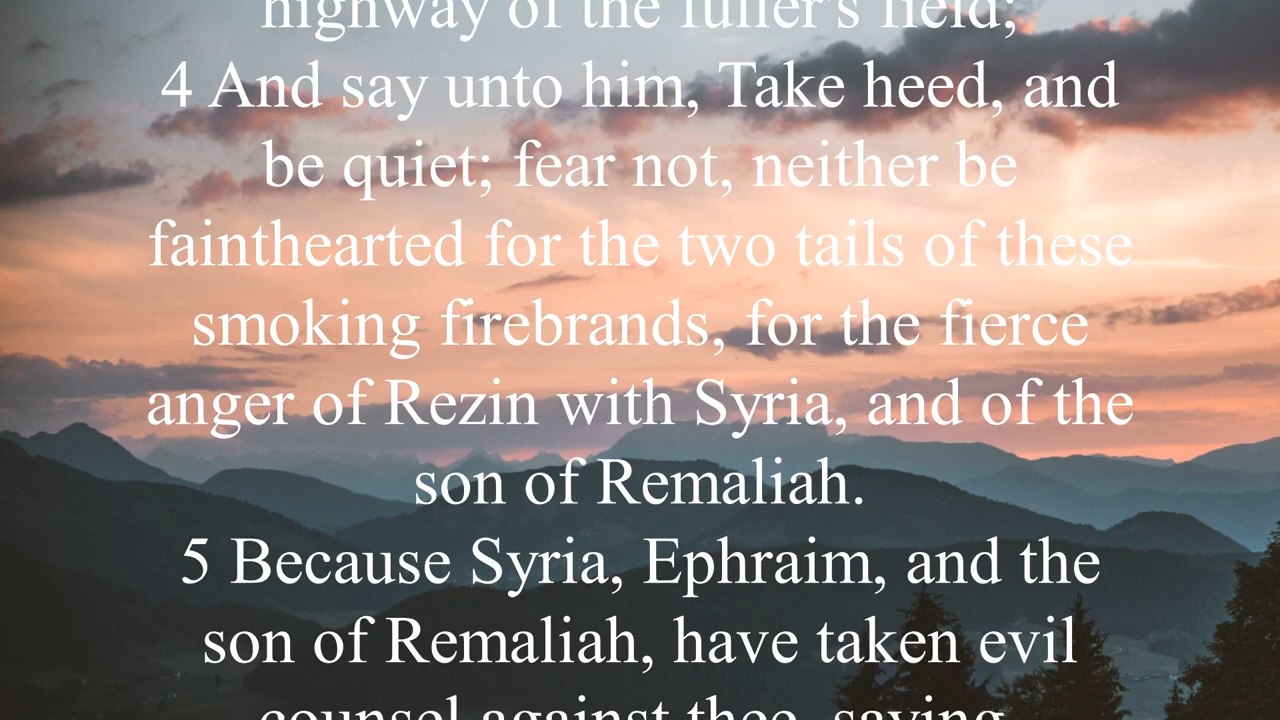 highway of the fuller's field;
4 And say unto him, Take heed, and
be quiet; fear not, neither be
fainthearted for the two tails of these
smoking firebrands, for the fierce
anger of Rezin with Syria, and of the
son of Remaliah.
5 Because Syria, Ephraim, and the
son of Remaliah, have taken evil
counsel against thee, saying